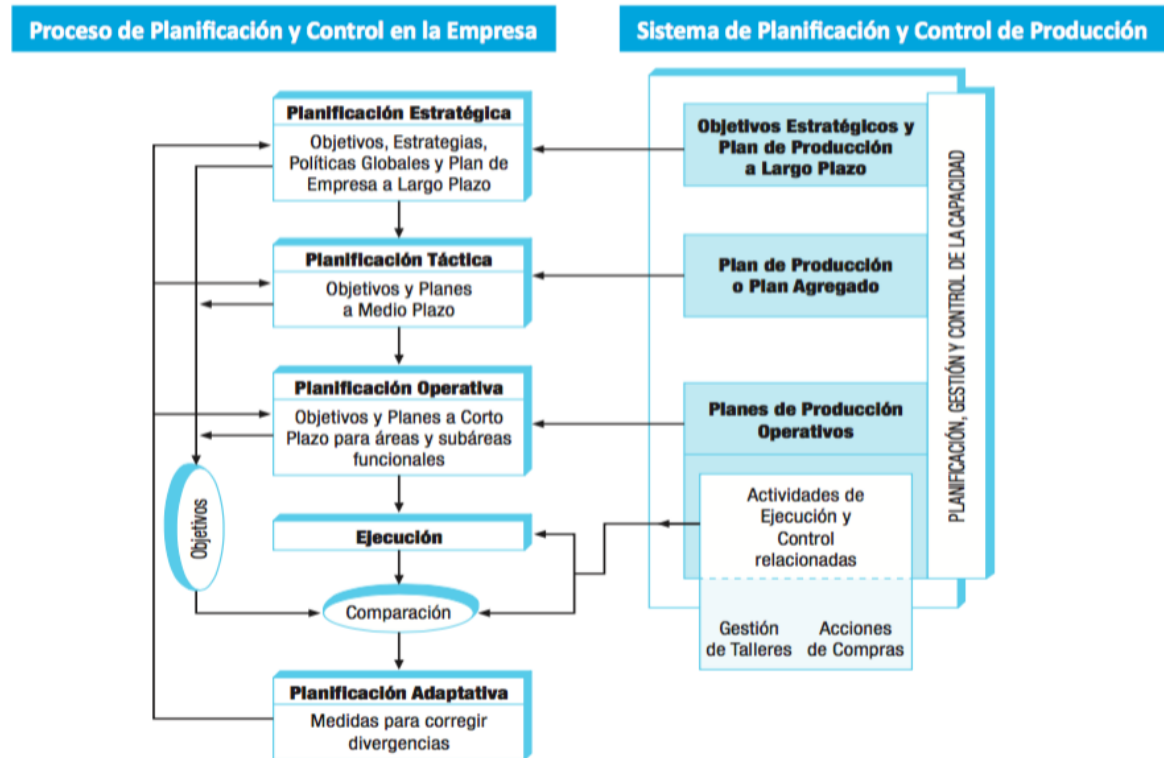 Proceso de Planificación y Control en la Empresa
Sistema de Planificación y Control de Producción
Planificación Estratégica
Objetivos, Estrategias,
Políticas Globales y Plan de
Empresa a Largo Plazo
Planificación Táctica
Objetivos y Planes
a Medio Plazo
Planificación Operativa
Objetivos y Planes a Corto
Plazo para áreas y subáreas
funcionales
Objetivos
Ejecución
Comparación
Planificación Adaptativa
Medidas para corregir
divergencias
Objetivos Estratégicos y
Plan de Producción
a Largo Plazo
Plan de Producción
o Plan Agregado
Planes de Producción
Operativos
Actividades de
Ejecución y
Control
relacionadas
Gestión
de Talleres
Acciones
de Compras
PLANIFICACIÓN, GESTIÓN Y CONTROL DE LA CAPACIDAD